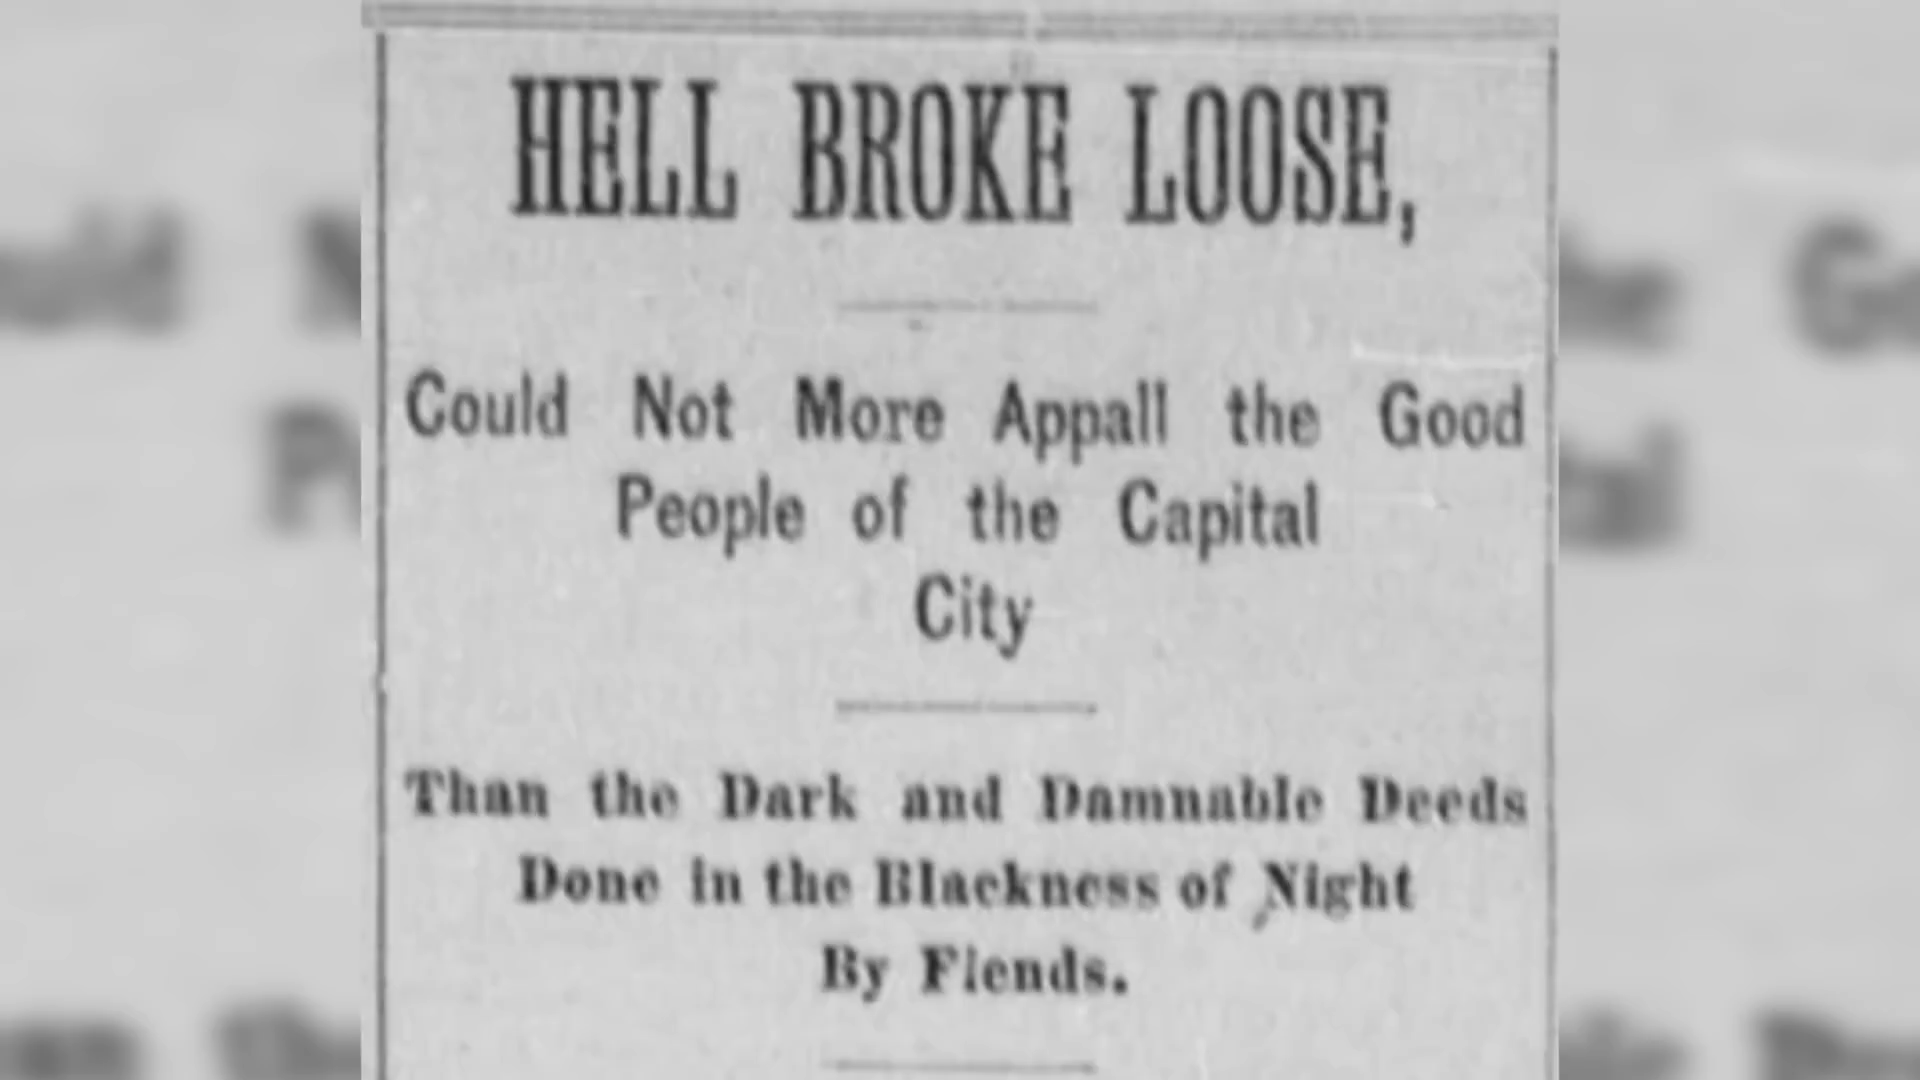 HELL BROKE LOOSE,
Could Not More Appall the Good
People of the Capital
City
Than the Dark and Damnable Deeds
Done in the Blackness of Night
By Fiends.